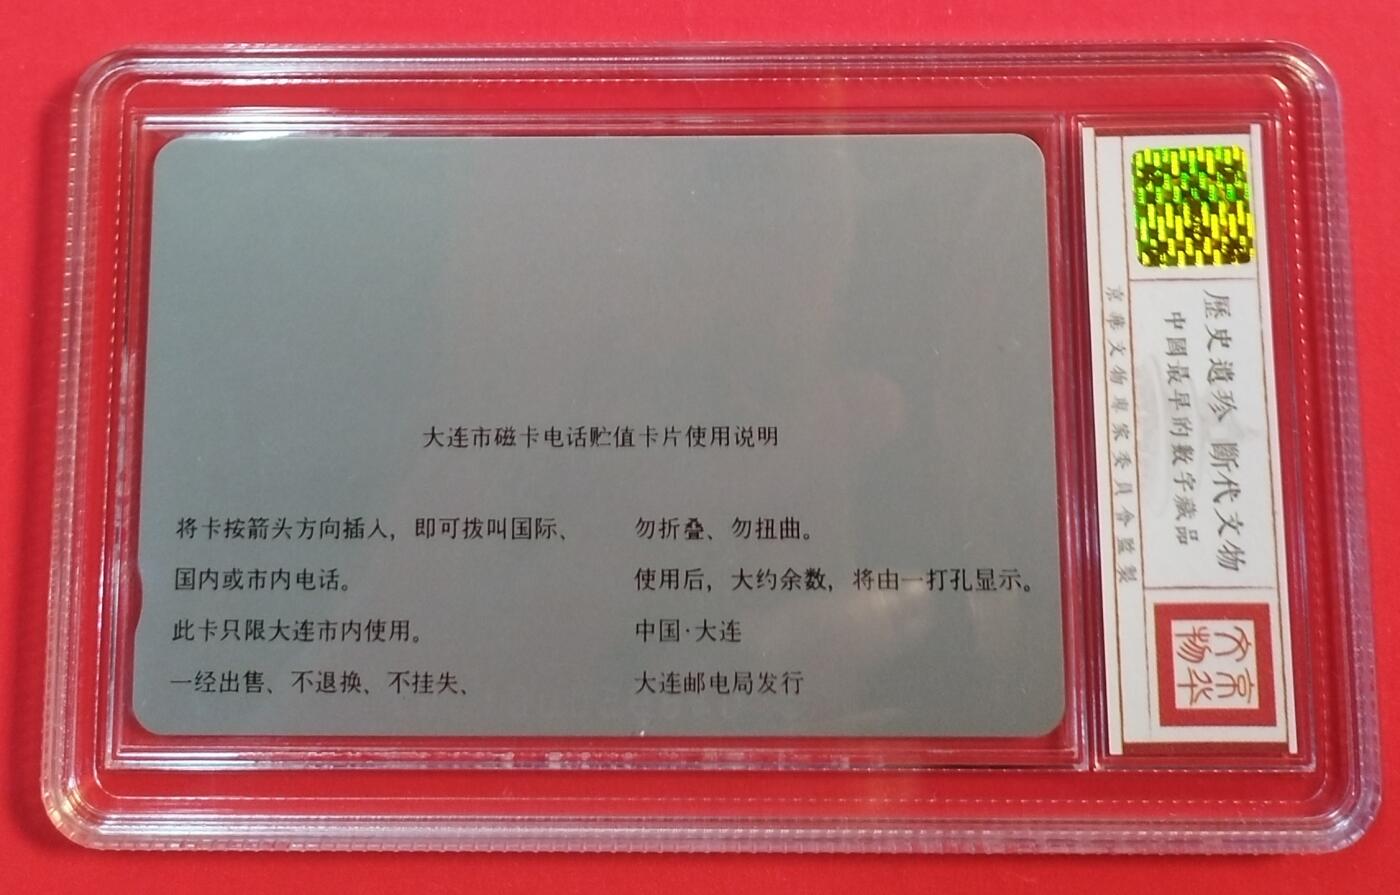 大连市磁卡电话贮值卡片使用说明
将卡按箭头方向插入，即可拨叫国际、
国内或市内电话。
此卡只限大连市内使用。
一经出售、不退换、不挂失、
勿折叠、勿扭曲。
使用后，大约余数，将由一打孔显示。
中国·大连
大连邮电局发行
歷史遺珍 斷代文物
中國最早的數字藏品
京華文物專家委員會監製
京华
文物